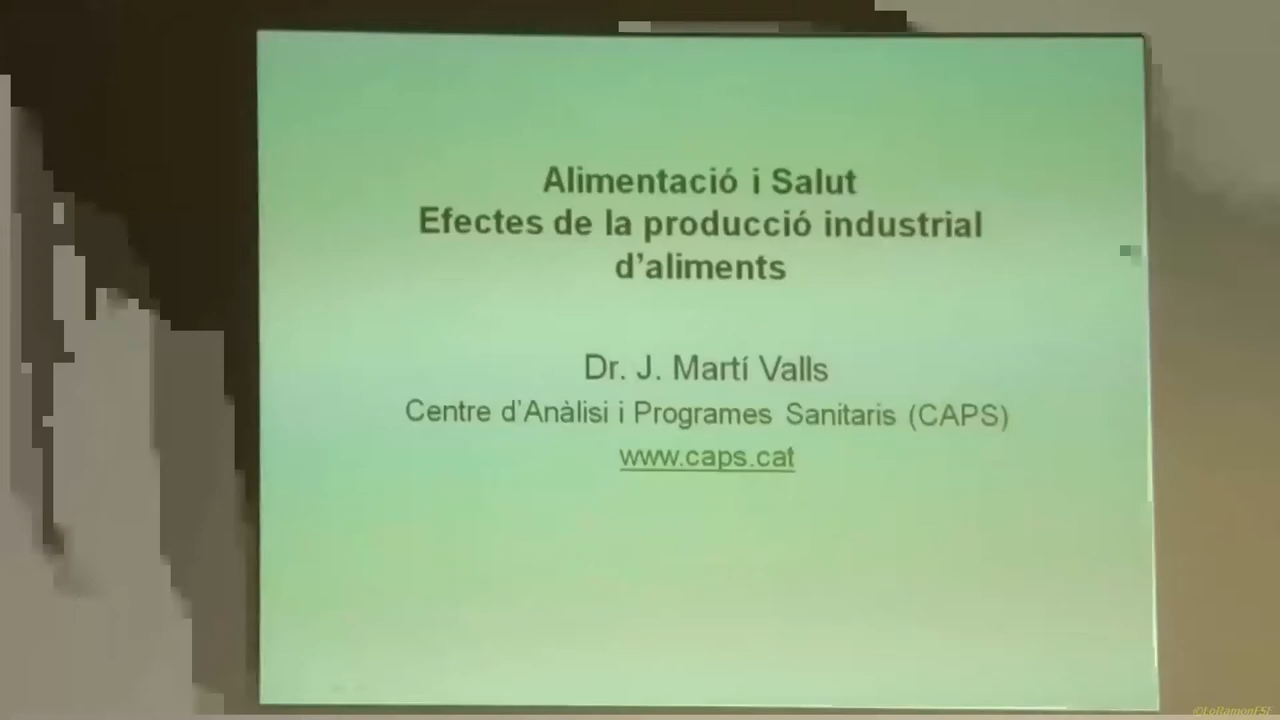 Alimentació i Salut
Efectes de la producció industrial
d'aliments
Dr. J. Martí Valls
Centre d'Anàlisi i Programes Sanitaris (CAPS)
www.caps.cat